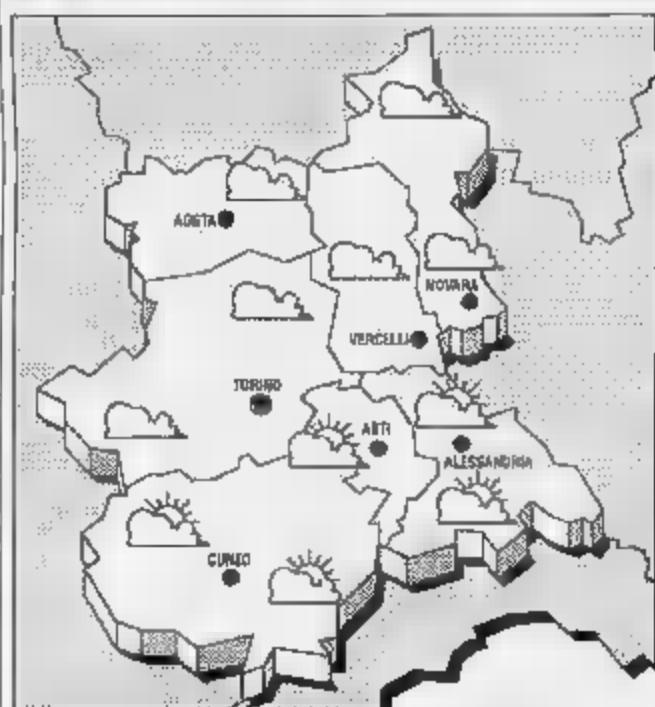 AOSTA
NOVARA
VERCELLI
TORINO
ASTI
ALESSANDRIA
CUNEO